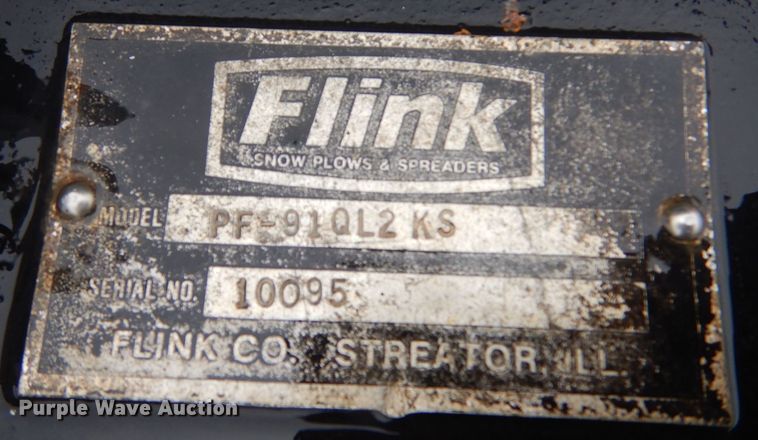 Flink
SNOW PLOWS & SPREADERS
MODEL PF-91QL2 KS
SERIAL NO. 10095
FLINK CO. STREATOR, ILL.
Purple Wave Auction